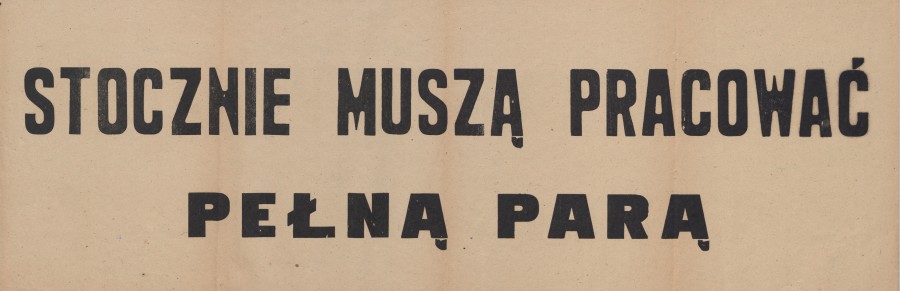 STOCZNIE MUSZĄ PRACOWAĆ
PEŁNĄ PARĄ